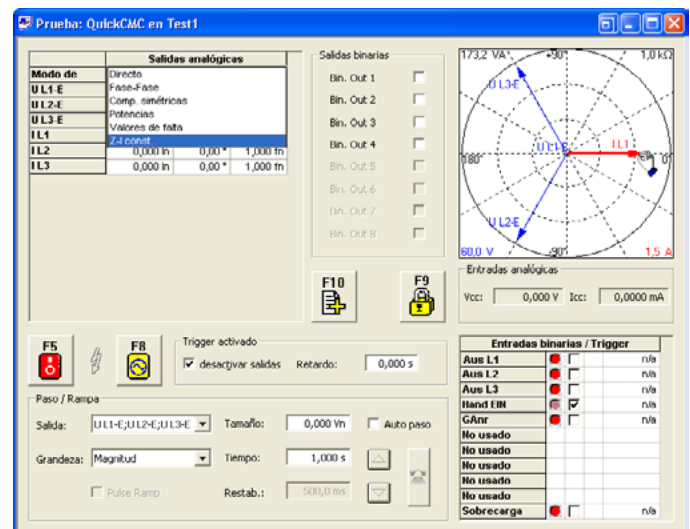 Prueba: QuickCMC en Test1
Salidas analógicas
Modo de
U L1-E
U L2-E
U L3-E
I L1
I L2
I L3
Directo
Fase-Fase
Comp. simétricas
Potencias
Valores de falta
Z-I const.
0,000 In 0,00 ° 1,000 fn
0,000 In 0,00 ° 1,000 fn
Salidas binarias
Bin. Out 1
Bin. Out 2
Bin. Out 3
Bin. Out 4
Bin. Out 5
Bin. Out 6
Bin. Out 7
Bin. Out 8
F10
F9
173,2 VA
+90°
1,0 kΩ
U L3-E
U L1-E
I L1
180°
0°
U L2-E
60,0 V
-90°
1,5 A
Entradas analógicas
Vcc: 0,000 V Icc: 0,0000 mA
F5
F8
Trigger activado
desactivar salidas Retardo: 0,000 s
Paso / Rampa
Salida: U L1-E;U L2-E;U L3-E Tamaño: 0,000 Vn Auto paso
Grandeza: Magnitud Tiempo: 1,000 s
Pulse Ramp Restab.: 500,0 ms
Entradas binarias / Trigger
Aus L1 n/a
Aus L2 n/a
Aus L3 n/a
Hand EIN n/a
GAnr n/a
No usado
No usado
No usado
No usado
No usado
Sobrecarga n/a